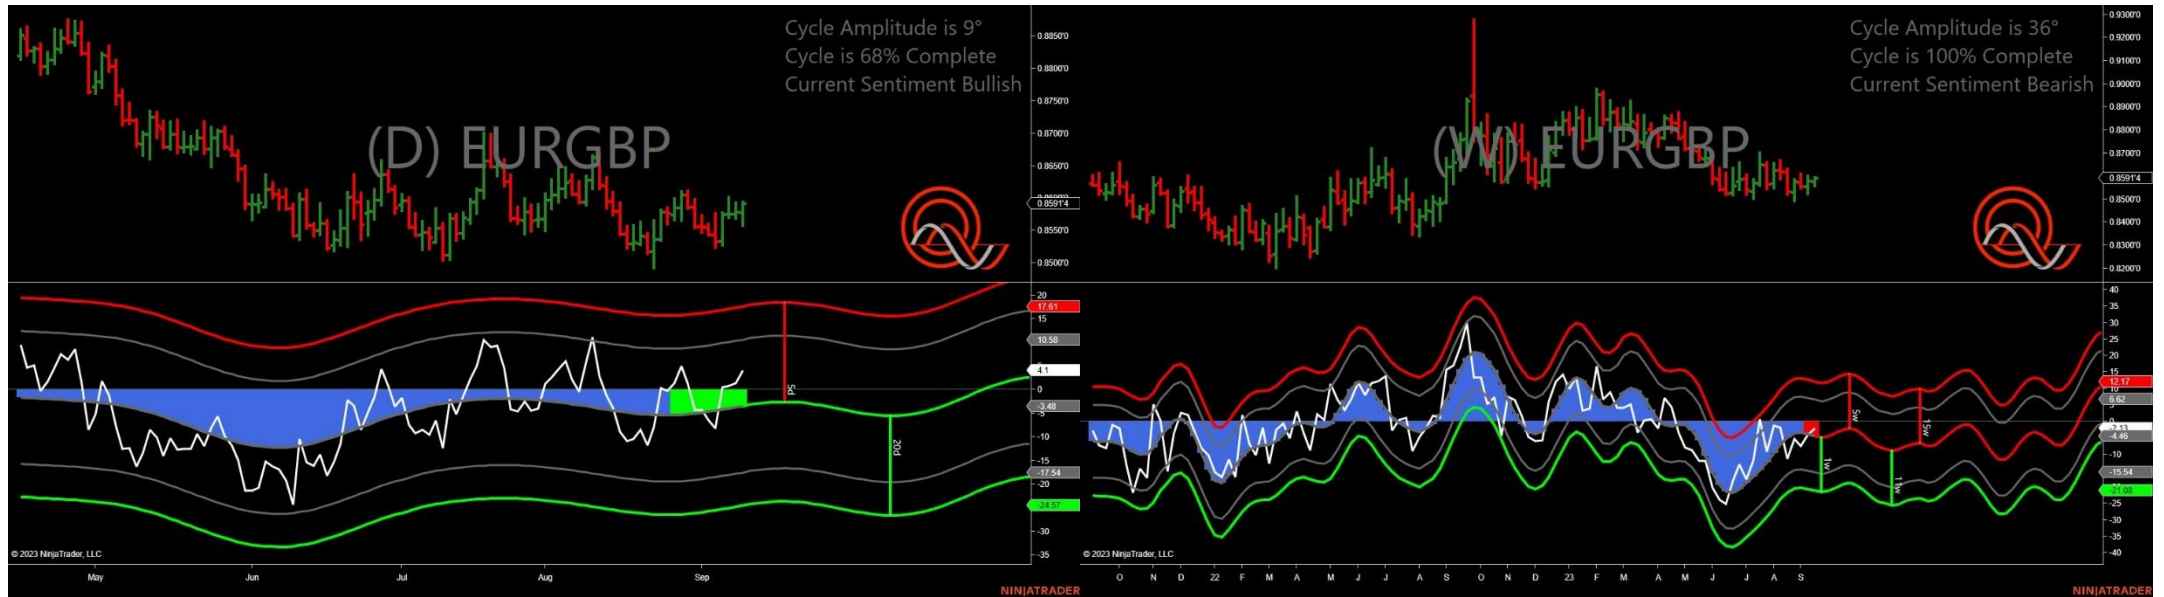 Cycle Amplitude is 9°
Cycle is 68% Complete
Current Sentiment Bullish
(D) EURGBP
0.8850'0
0.8800'0
0.8750'0
0.8700'0
0.8650'0
0.8591'4
0.8550'0
0.8500'0
20
17.61
15
10.58
4.1
0
-3.48
-10
-15
-17.54
-20
-24.57
-30
-35
5d
20d
© 2023 NinjaTrader, LLC
May Jun Jul Aug Sep
NINJATRADER
Cycle Amplitude is 36°
Cycle is 100% Complete
Current Sentiment Bearish
(W) EURGBP
0.9300'0
0.9200'0
0.9100'0
0.9000'0
0.8900'0
0.8800'0
0.8700'0
0.8591'4
0.8500'0
0.8400'0
0.8300'0
0.8200'0
40
35
30
25
20
15
12.17
6.62
-2.13
-4.46
-10
-15.54
-21.08
-25
-30
-35
-40
1w
5w
11w
15w
© 2023 NinjaTrader, LLC
O N D 22 F M A M J J A S O N D 23 F M A M J J A S
NINJATRADER